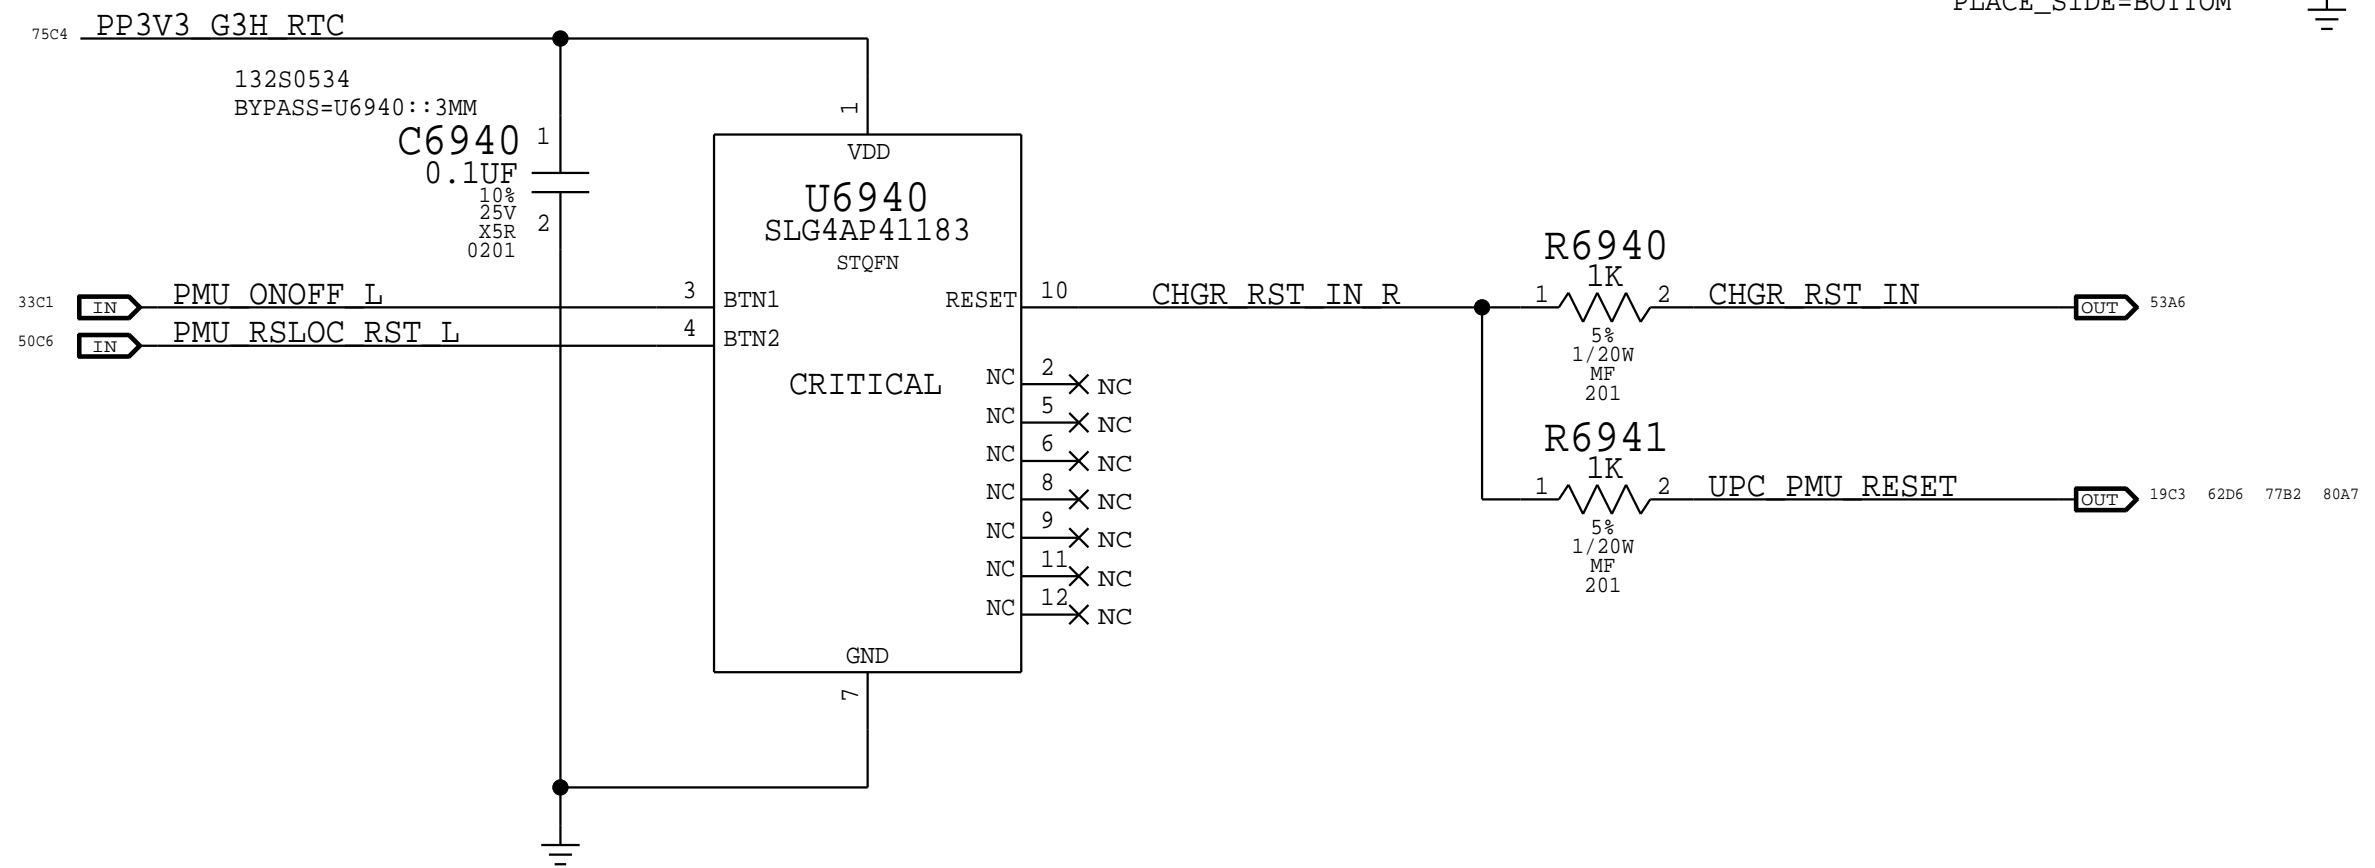 PLACE_SIDE=BOTTOM
75C4 PP3V3_G3H_RTC
132S0534
BYPASS=U6940::3MM
C6940
0.1UF
10%
25V
X5R
0201
1
2
1
VDD
U6940
SLG4AP41183
STQFN
33C1 IN PMU_ONOFF_L 3 BTN1
50C6 IN PMU_RSLOC_RST_L 4 BTN2
CRITICAL
RESET 10 CHGR_RST_IN_R
NC 2 NC
NC 5 NC
NC 6 NC
NC 8 NC
NC 9 NC
NC 11 NC
NC 12 NC
GND
7
R6940
1K
1 2 CHGR_RST_IN OUT 53A6
5%
1/20W
MF
201
R6941
1K
1 2 UPC_PMU_RESET OUT 19C3 62D6 77B2 80A7
5%
1/20W
MF
201